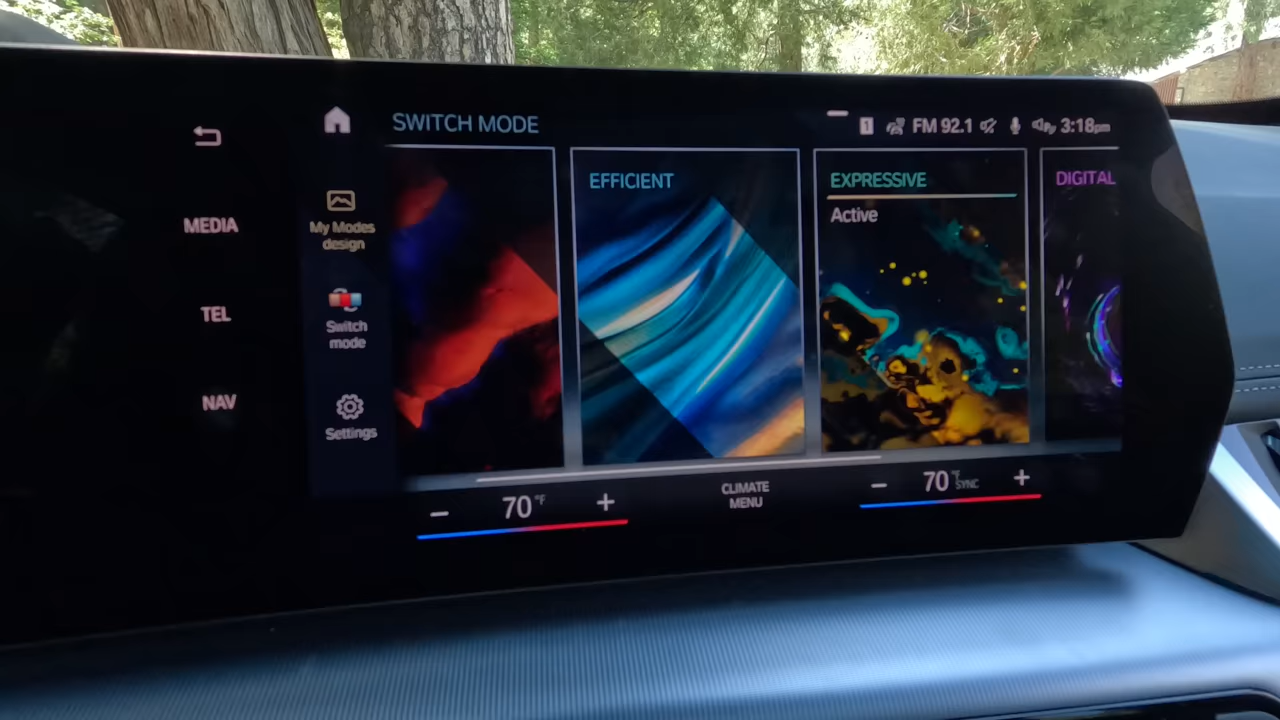 SWITCH MODE
1 FM 92.1 3:18pm
MEDIA
TEL
NAV
My Modes
design
Switch
mode
Settings
EFFICIENT
EXPRESSIVE
Active
DIGITAL
− 70 °F +
CLIMATE
MENU
− 70 °F SYNC +